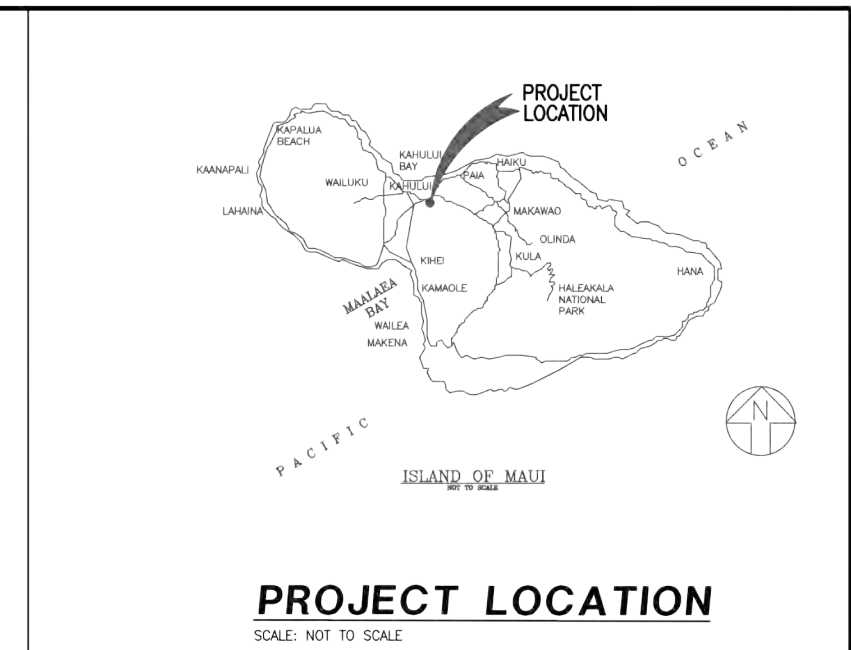 PROJECT
LOCATION
OCEAN
KAPALUA
BEACH
KAHULUI
BAY
HAIKU
KAANAPALI
WAILUKU
KAHULUI
PAIA
LAHAINA
MAKAWAO
OLINDA
KIHEI
KULA
HANA
MAALAEA
BAY
KAMAOLE
HALEAKALA
NATIONAL
PARK
WAILEA
MAKENA
N
PACIFIC
ISLAND OF MAUI
NOT TO SCALE
PROJECT LOCATION
SCALE: NOT TO SCALE